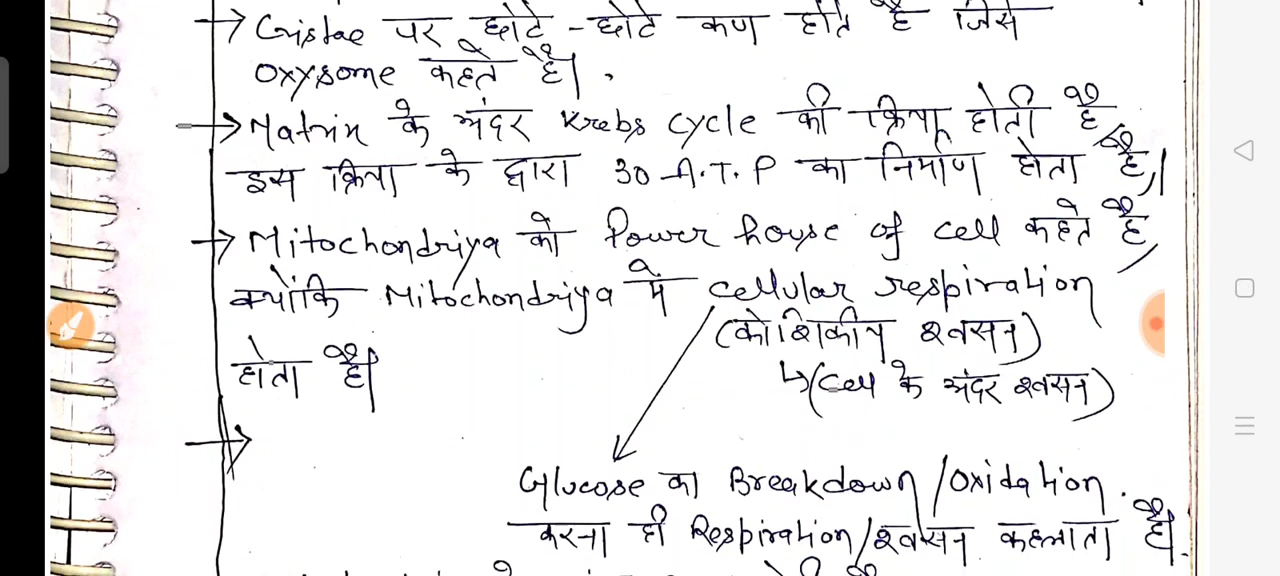 → Cristae पर छोटे-छोटे कण होते है जिसे
oxysome कहते है।
→ Matrix के अंदर Krebs cycle की क्रिया होती है
इस क्रिया के द्वारा 30 A.T.P का निर्माण होता है।
→ Mitochondriya को Power house of cell कहते है,
क्योंकि Mitochondriya में cellular respiration
(कोशिकीय श्वसन)
होता है।
↳ (Cell के अंदर श्वसन)
→
Glucose का Breakdown/Oxidation.
करना ही Respiration/श्वसन कहलाता है।